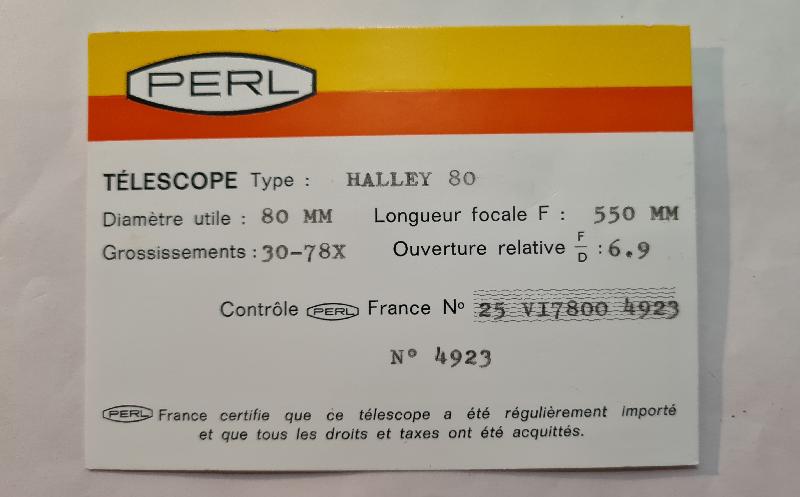 PERL
TÉLESCOPE Type : HALLEY 80
Diamètre utile : 80 MM Longueur focale F : 550 MM
Grossissements : 30-78X Ouverture relative F/D : 6.9
Contrôle PERL France Nº 25 VI7800 4923
N° 4923
PERL France certifie que ce télescope a été régulièrement importé
et que tous les droits et taxes ont été acquittés.